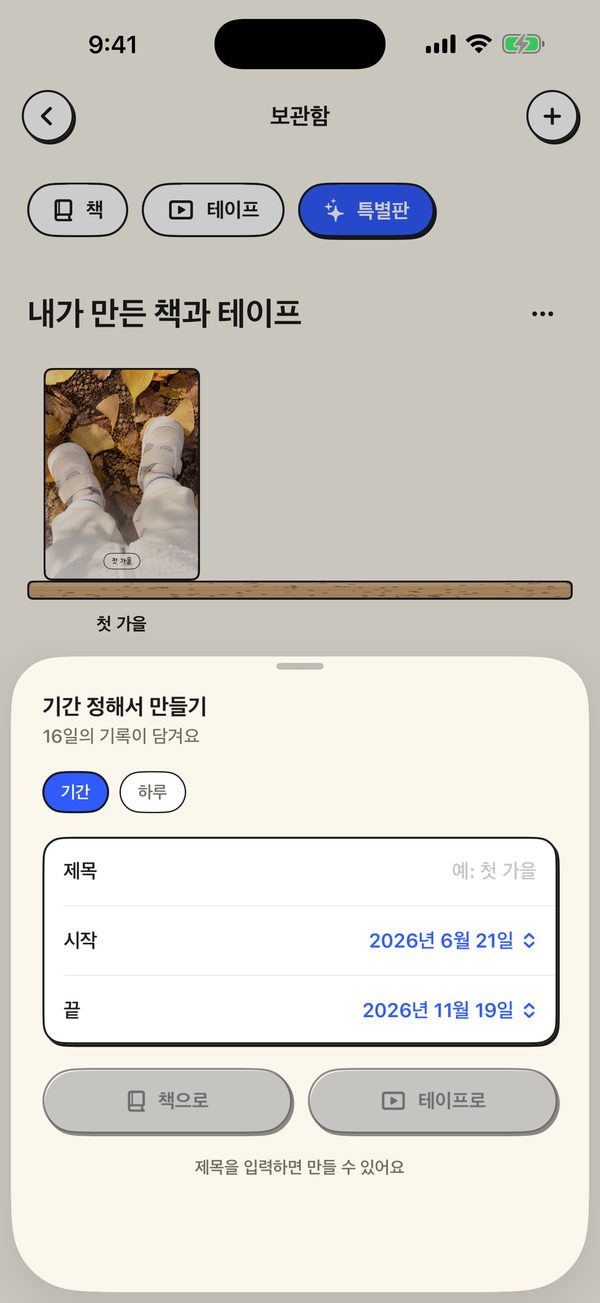 9:41
보관함
책
테이프
특별판
내가 만든 책과 테이프
첫 가을
첫 가을
기간 정해서 만들기
16일의 기록이 담겨요
기간
하루
제목
예: 첫 가을
시작
2026년 6월 21일
끝
2026년 11월 19일
책으로
테이프로
제목을 입력하면 만들 수 있어요